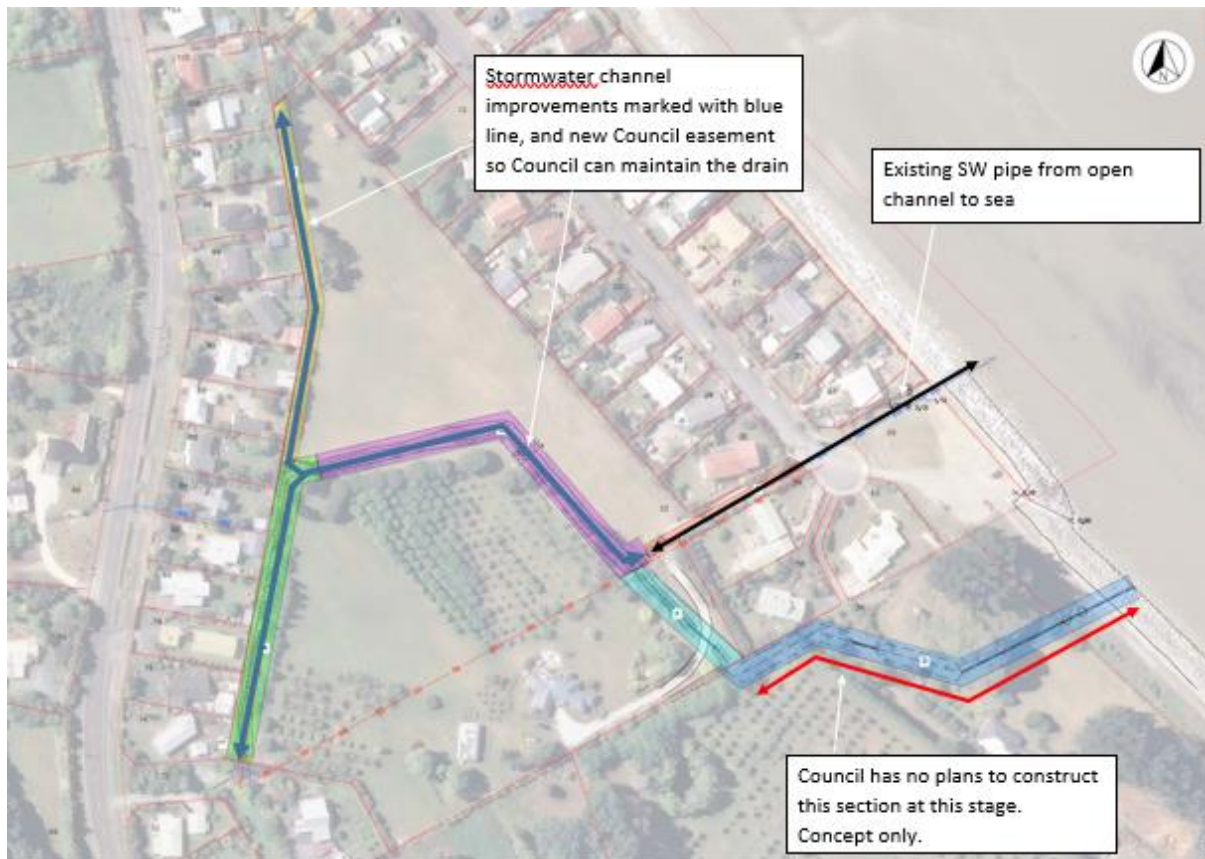 N
Stormwater channel
improvements marked with blue
line, and new Council easement
so Council can maintain the drain
Existing SW pipe from open
channel to sea
Council has no plans to construct
this section at this stage.
Concept only.